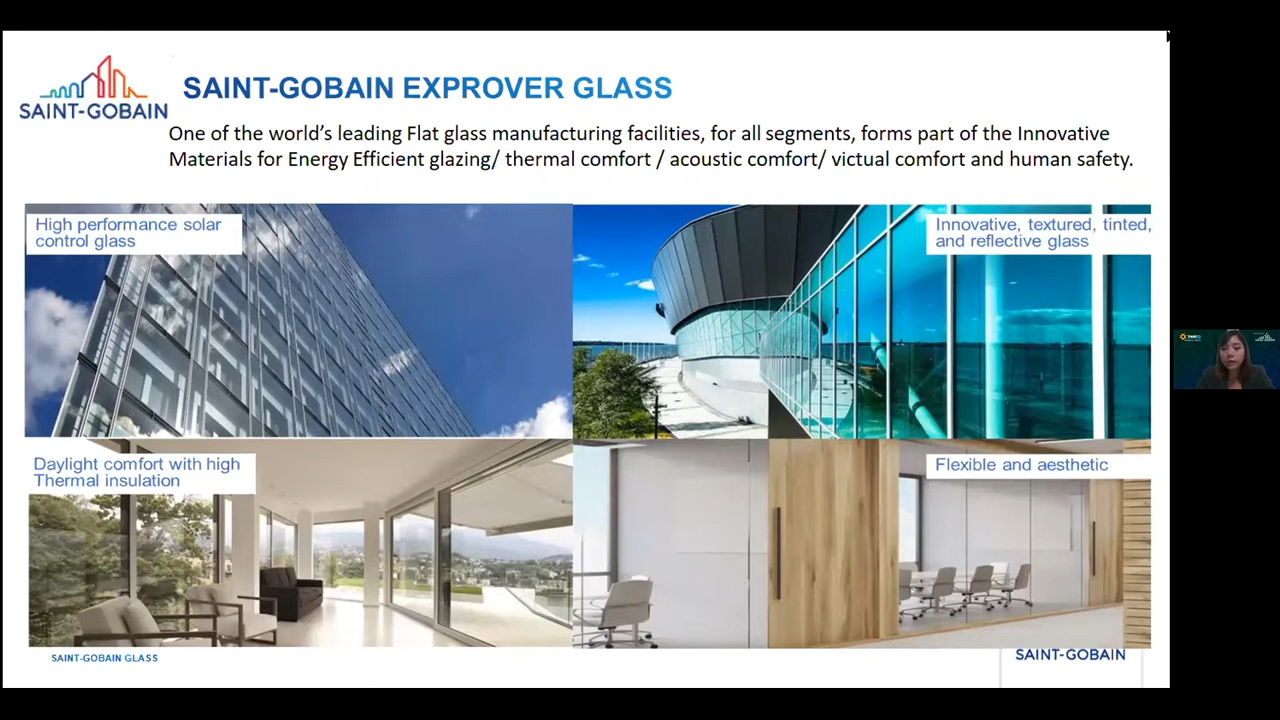 SAINT-GOBAIN
SAINT-GOBAIN EXPROVER GLASS
One of the world's leading Flat glass manufacturing facilities, for all segments, forms part of the Innovative
Materials for Energy Efficient glazing/ thermal comfort / acoustic comfort/ victual comfort and human safety.
High performance solar
control glass
Innovative, textured, tinted,
and reflective glass
Daylight comfort with high
Thermal insulation
Flexible and aesthetic
SAINT-GOBAIN GLASS
SAINT-GOBAIN